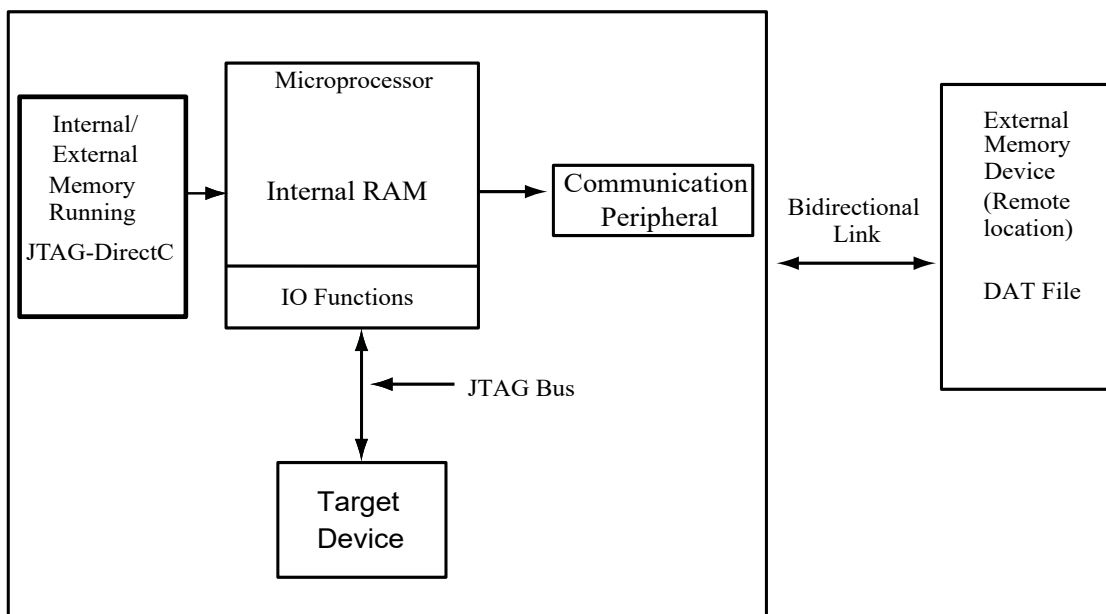 Internal/
External
Memory
Running
JTAG-DirectC
Microprocessor
Internal RAM
IO Functions
Communication
Peripheral
Bidirectional
Link
External
Memory
Device
(Remote
location)
DAT File
JTAG Bus
Target
Device